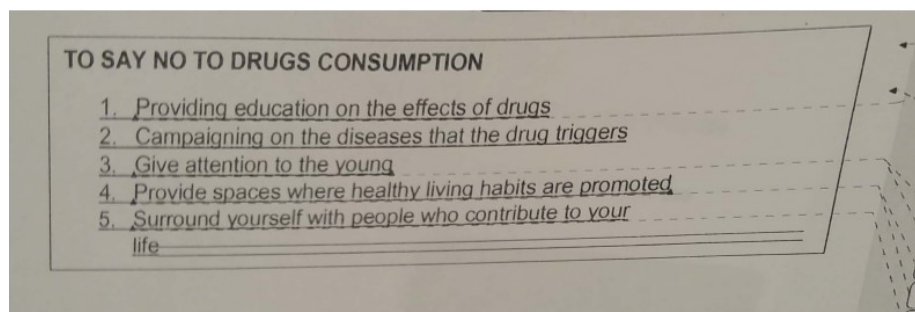 TO SAY NO TO DRUGS CONSUMPTION
1. Providing education on the effects of drugs
2. Campaigning on the diseases that the drug triggers
3. Give attention to the young
4. Provide spaces where healthy living habits are promoted
5. Surround yourself with people who contribute to your
life